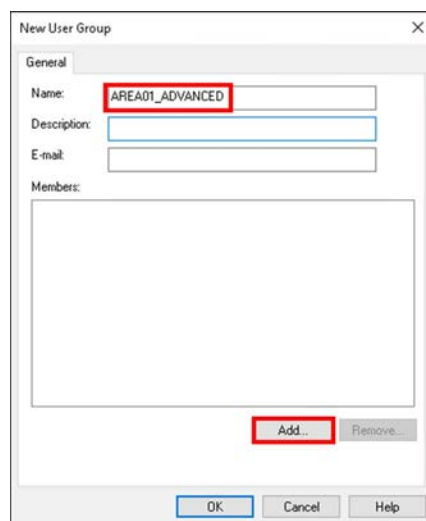 New User Group
General
Name: AREA01_ADVANCED
Description:
E-mail:
Members:
Add... Remove...
OK Cancel Help